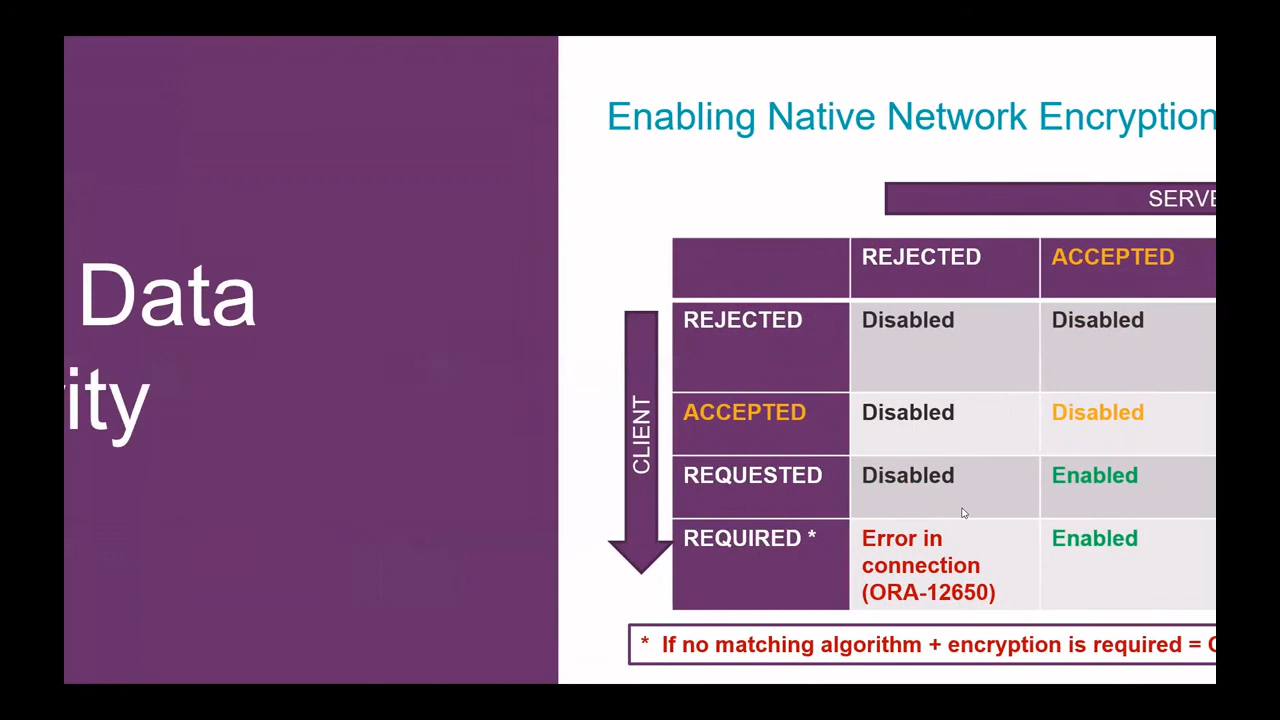 Data
ity
Enabling Native Network Encryption
SERVE
REJECTED ACCEPTED
CLIENT
REJECTED Disabled Disabled
ACCEPTED Disabled Disabled
REQUESTED Disabled Enabled
REQUIRED * Error in connection (ORA-12650) Enabled
* If no matching algorithm + encryption is required =